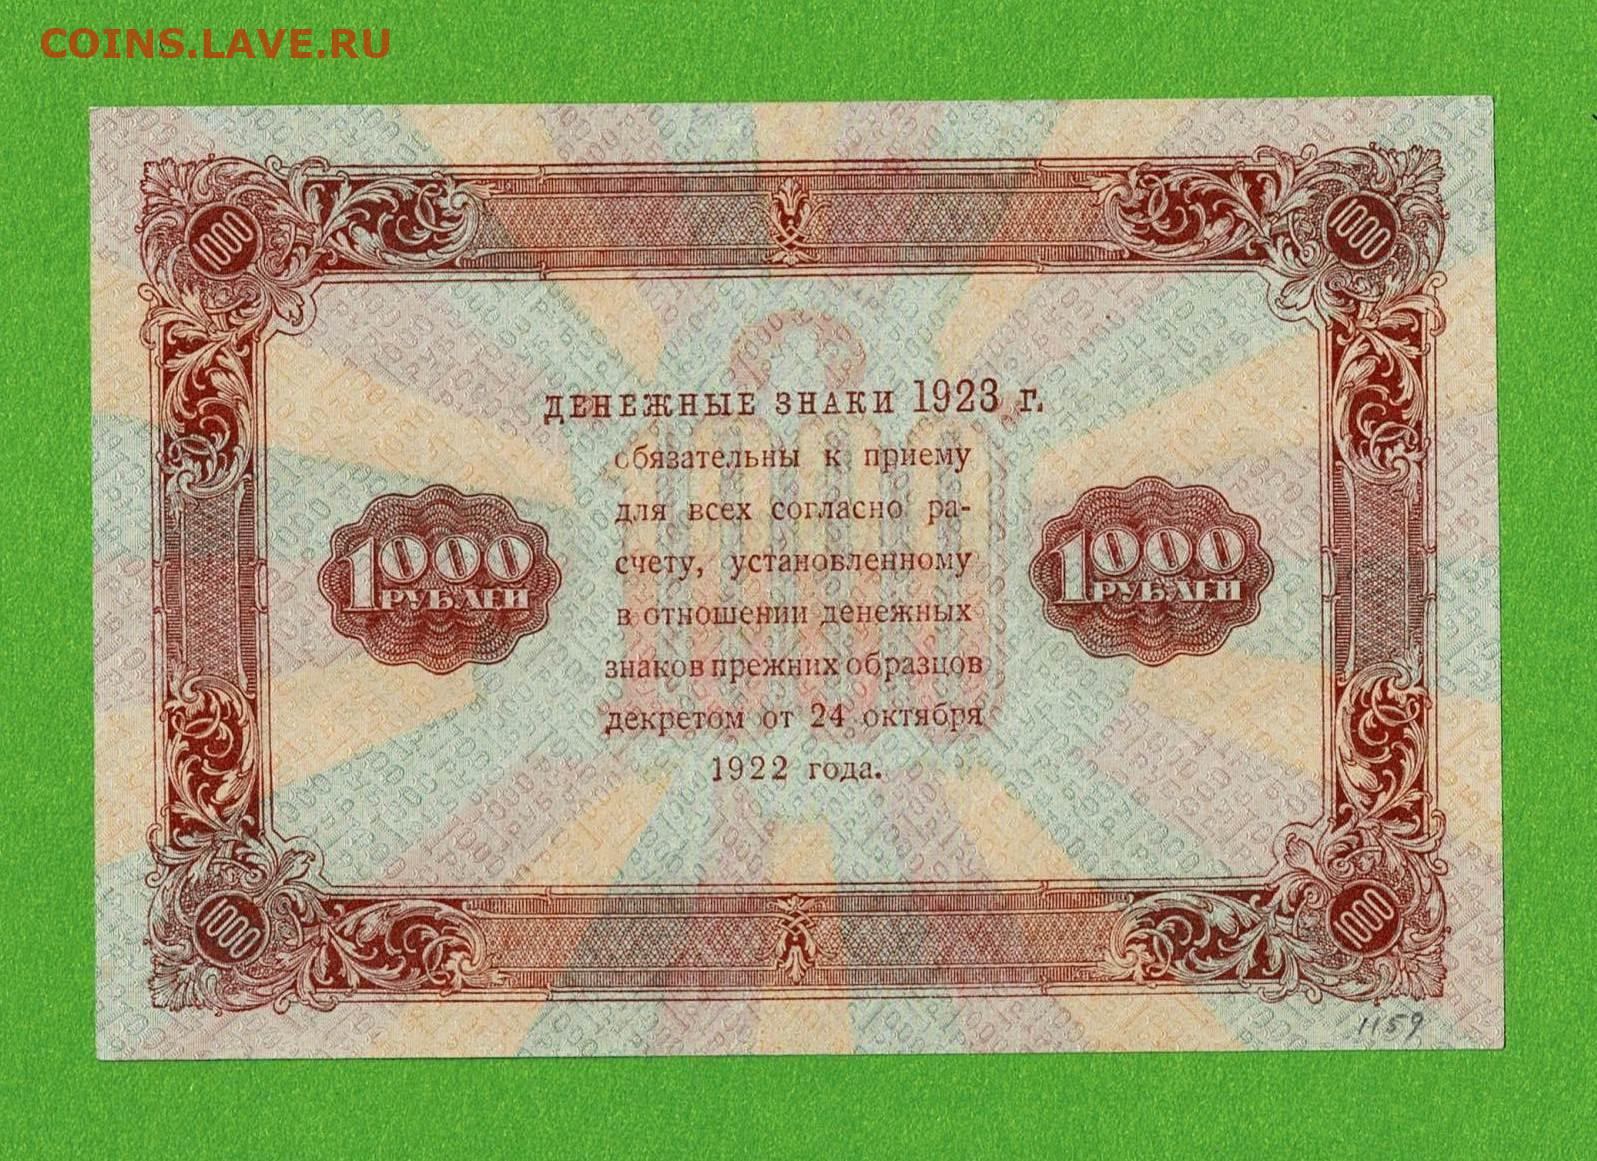 COINS.LAVE.RU
1000 1000
ДЕНЕЖНЫЕ ЗНАКИ 1923 г.
обязательны к приему
для всех согласно ра-
счету, установленному
в отношении денежных
знаков прежних образцов
декретом от 24 октября
1922 года.
1000 РУБЛЕЙ
1000 РУБЛЕЙ
1000 1000
1159